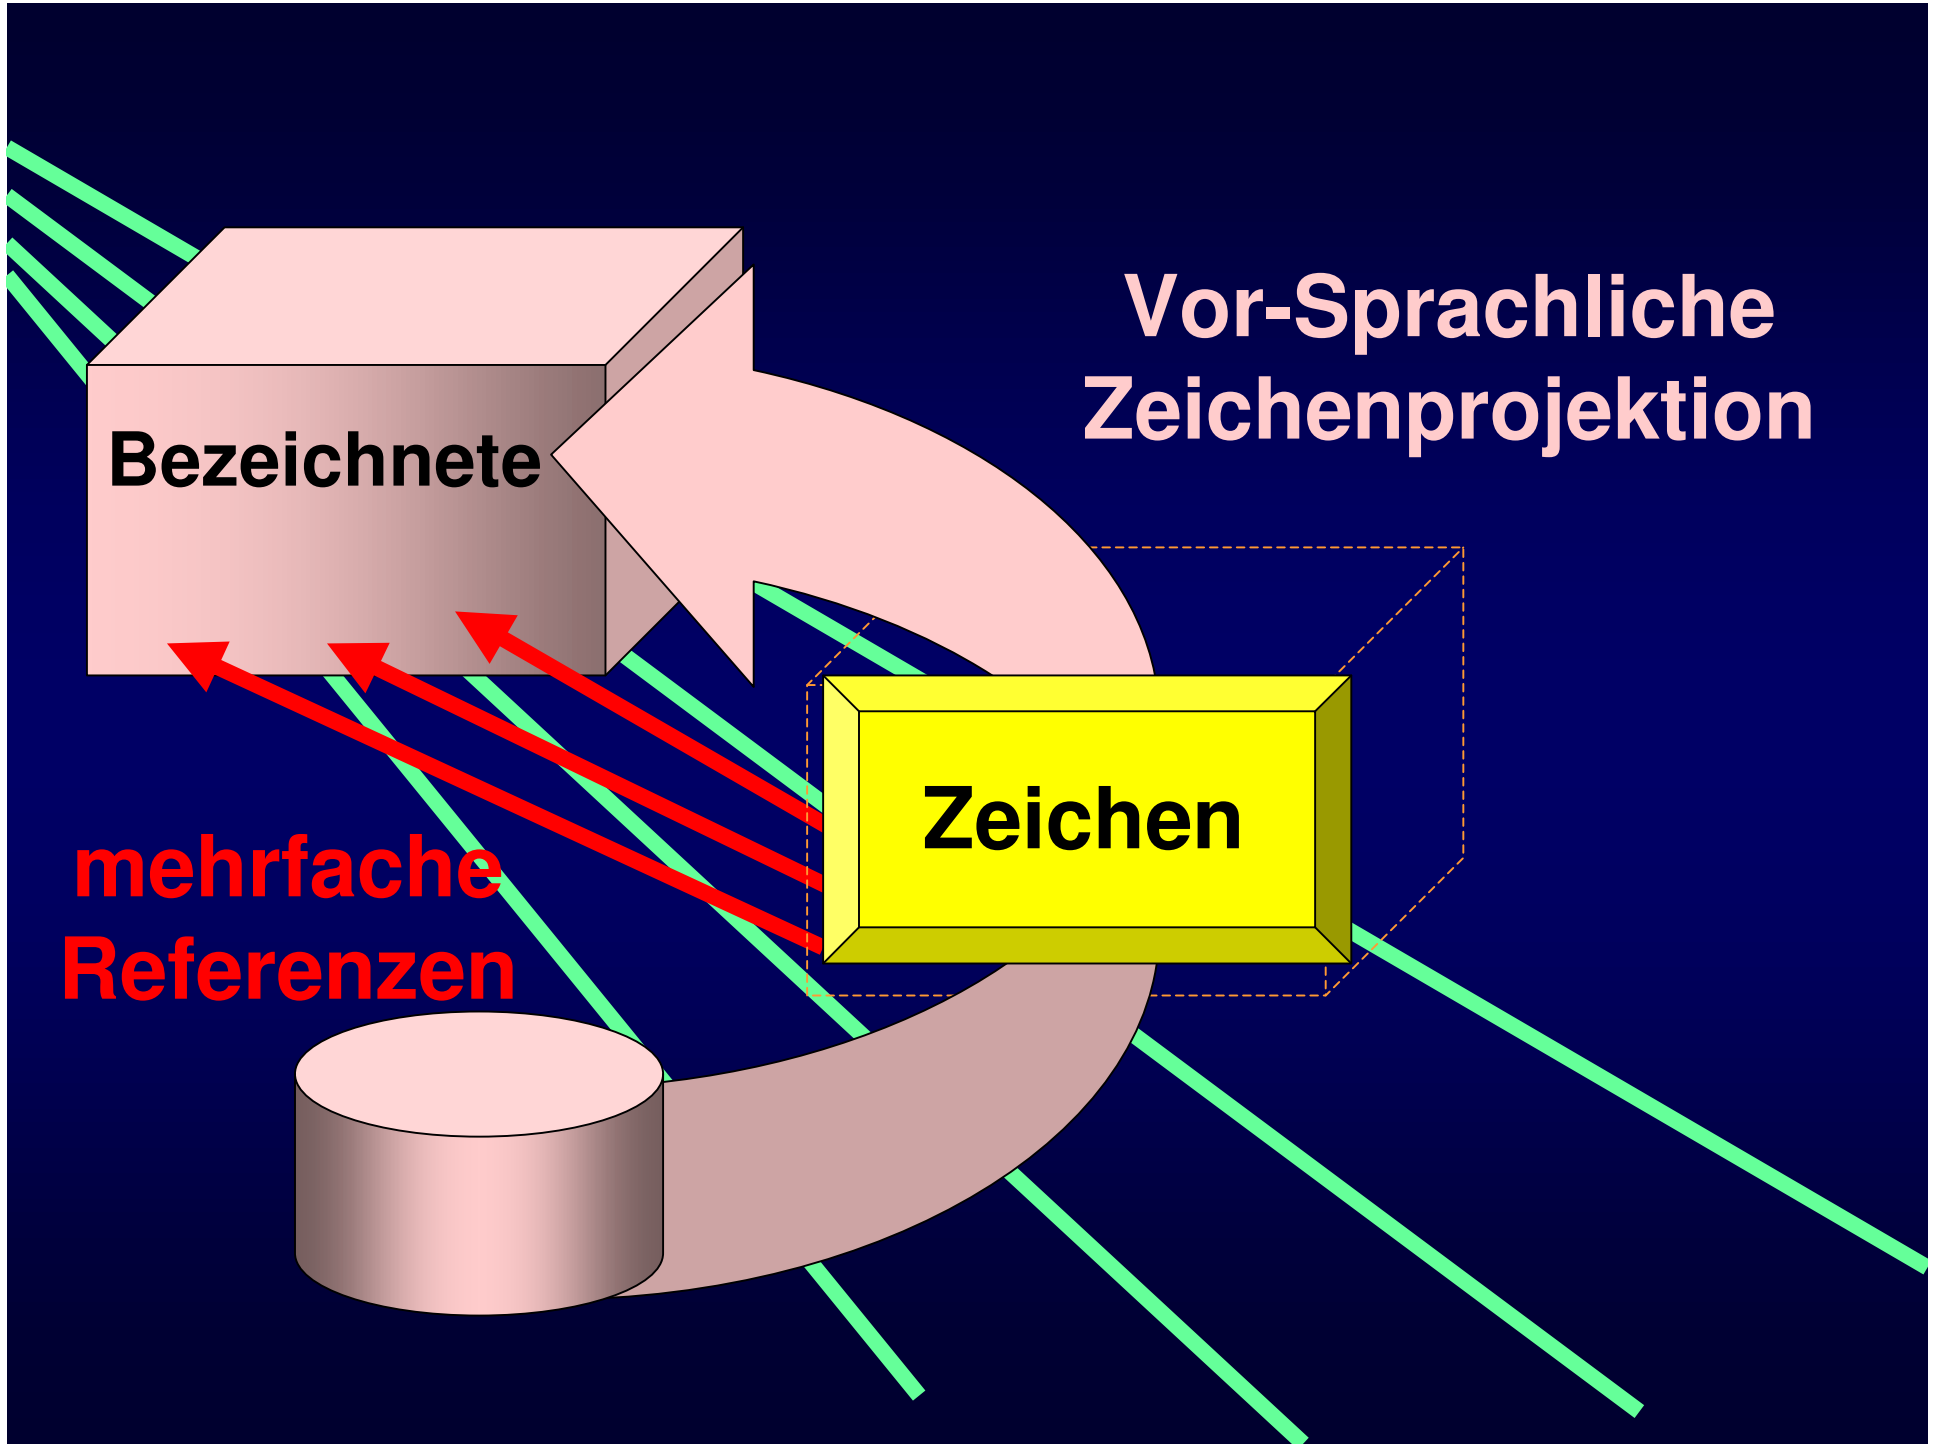 Vor-Sprachliche
Zeichenprojektion
Bezeichnete
Zeichen
mehrfache
Referenzen